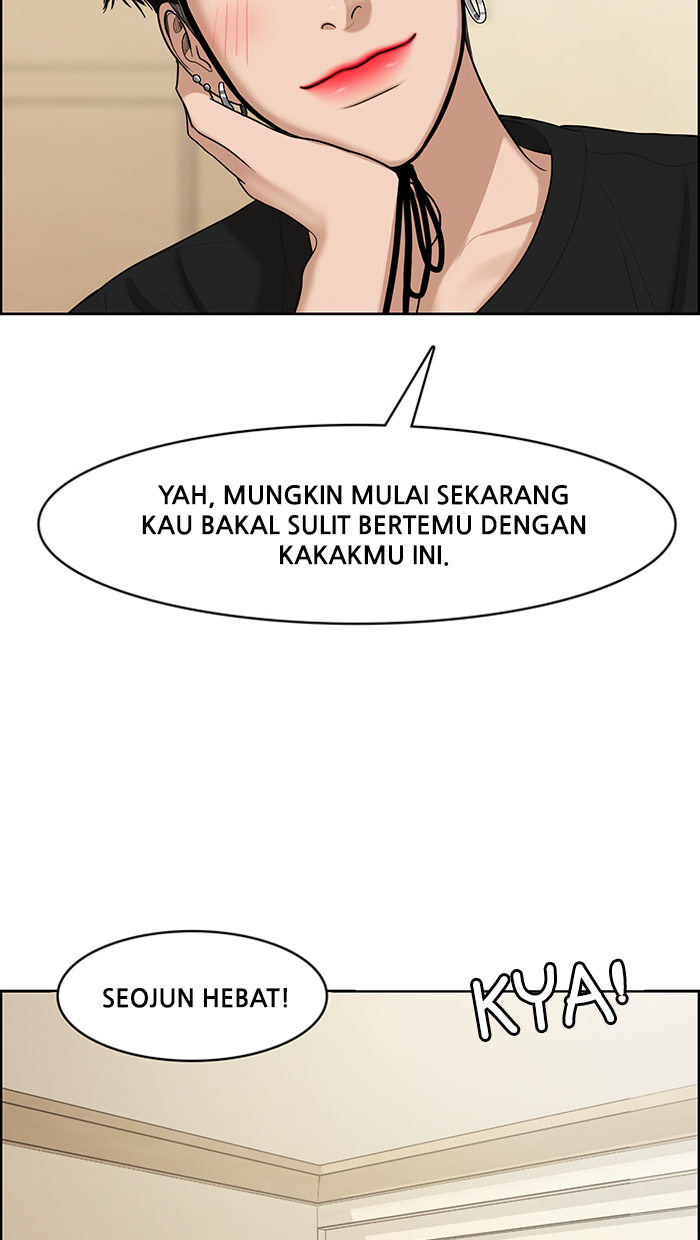 YAH, MUNGKIN MULAI SEKARANG
KAU BAKAL SULIT BERTEMU DENGAN
KAKAKMU INI.
SEOJUN HEBAT!
KYA!